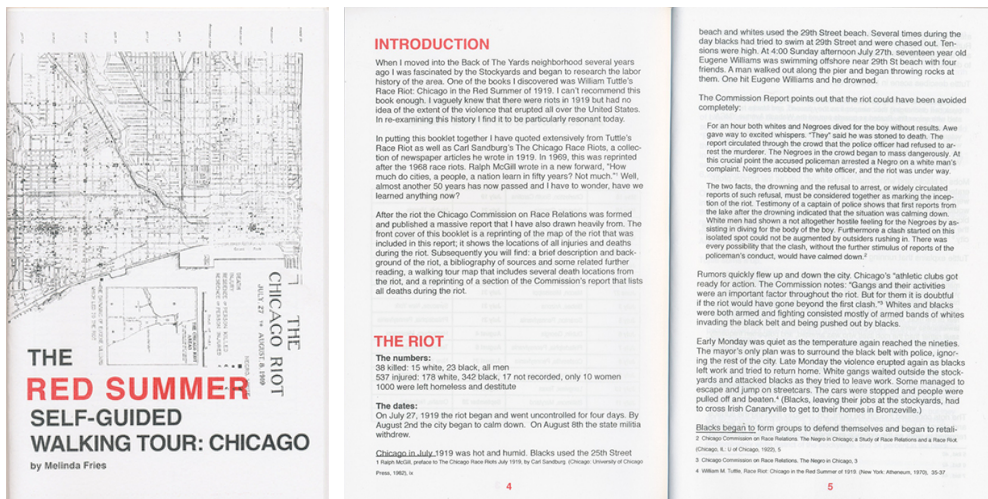 THE
CHICAGO RIOT
JULY 27 TO AUGUST 8, 1919
THE
RED SUMMER
SELF-GUIDED
WALKING TOUR: CHICAGO
by Melinda Fries
INTRODUCTION
When I moved into the Back of The Yards neighborhood several years
ago I was fascinated by the Stockyards and began to research the labor
history of the area. One of the books I discovered was William Tuttle's
Race Riot: Chicago in the Red Summer of 1919. I can't recommend this
book enough. I vaguely knew that there were riots in 1919 but had no
idea of the extent of the violence that erupted all over the United States.
In re-examining this history I find it to be particularly resonant today.
In putting this booklet together I have quoted extensively from Tuttle's
Race Riot as well as Carl Sandburg's The Chicago Race Riots, a collec-
tion of newspaper articles he wrote in 1919. In 1969, this was reprinted
after the 1968 race riots. Ralph McGill wrote in a new forward, "How
much do cities, a people, a nation learn in fifty years? Not much."¹ Well,
almost another 50 years has now passed and I have to wonder, have we
learned anything now?
After the riot the Chicago Commission on Race Relations was formed
and published a massive report that I have also drawn heavily from. The
front cover of this booklet is a reprinting of the map of the riot that was
included in this report; it shows the locations of all injuries and deaths
during the riot. Subsequently you will find: a brief description and back-
ground of the riot, a bibliography of sources and some related further
reading, a walking tour map that includes several death locations from
the riot, and a reprinting of a section of the Commission's report that lists
all deaths during the riot.
THE RIOT
The numbers:
38 killed: 15 white, 23 black, all men
537 injured: 178 white, 342 black, 17 not recorded, only 10 women
1000 were left homeless and destitute
The dates:
On July 27, 1919 the riot began and went uncontrolled for four days. By
August 2nd the city began to calm down. On August 8th the state militia
withdrew.
Chicago in July,1919 was hot and humid. Blacks used the 25th Street
1 Ralph McGill, preface to The Chicago Race Riots July 1919, by Carl Sandburg (Chicago: University of Chicago
Press, 1962), ix
4
beach and whites used the 29th Street beach. Several times during the
day blacks had tried to swim at 29th Street and were chased out. Ten-
sions were high. At 4:00 Sunday afternoon July 27th. seventeen year old
Eugene Williams was swimming offshore near 29th St beach with four
friends. A man walked out along the pier and began throwing rocks at
them. One hit Eugene Williams and he drowned.
The Commission Report points out that the riot could have been avoided
completely:
For an hour both whites and Negroes dived for the boy without results. Awe
gave way to excited whispers. "They" said he was stoned to death. The
report circulated through the crowd that the police officer had refused to ar-
rest the murderer. The Negroes in the crowd began to mass dangerously. At
this crucial point the accused policeman arrested a Negro on a white man's
complaint. Negroes mobbed the white officer, and the riot was under way.
The two facts, the drowning and the refusal to arrest, or widely circulated
reports of such refusal, must be considered together as marking the incep-
tion of the riot. Testimony of a captain of police shows that first reports from
the lake after the drowning indicated that the situation was calming down.
White men had shown a not altogether hostile feeling for the Negroes by as-
sisting in diving for the body of the boy. Furthermore a clash started on this
isolated spot could not be augmented by outsiders rushing in. There was
every possibility that the clash, without the further stimulus of reports of the
policeman's conduct, would have calmed down.²
Rumors quickly flew up and down the city. Chicago's "athletic clubs got
ready for action. The Commission notes: "Gangs and their activities
were an important factor throughout the riot. But for them it is doubtful
if the riot would have gone beyond the first clash."³ Whites and blacks
were both armed and fighting consisted mostly of armed bands of whites
invading the black belt and being pushed out by blacks.
Early Monday was quiet as the temperature again reached the nineties.
The mayor's only plan was to surround the black belt with police, ignor-
ing the rest of the city. Late Monday the violence erupted again as blacks
left work and tried to return home. White gangs waited outside the stock-
yards and attacked blacks as they tried to leave work. Some managed to
escape and jump on streetcars. The cars were stopped and people were
pulled off and beaten.⁴ (Blacks, leaving their jobs at the stockyards, had
to cross Irish Canaryville to get to their homes in Bronzeville.)
Blacks began to form groups to defend themselves and began to retali-
2 Chicago Commission on Race Relations. The Negro in Chicago; a Study of Race Relations and a Race Riot.
(Chicago, IL: U of Chicago, 1922), 5
3 Chicago Commission on Race Relations. The Negro in Chicago, 3
4 William M. Tuttle, Race Riot: Chicago in the Red Summer of 1919. (New York: Atheneum, 1970), 35-37
5